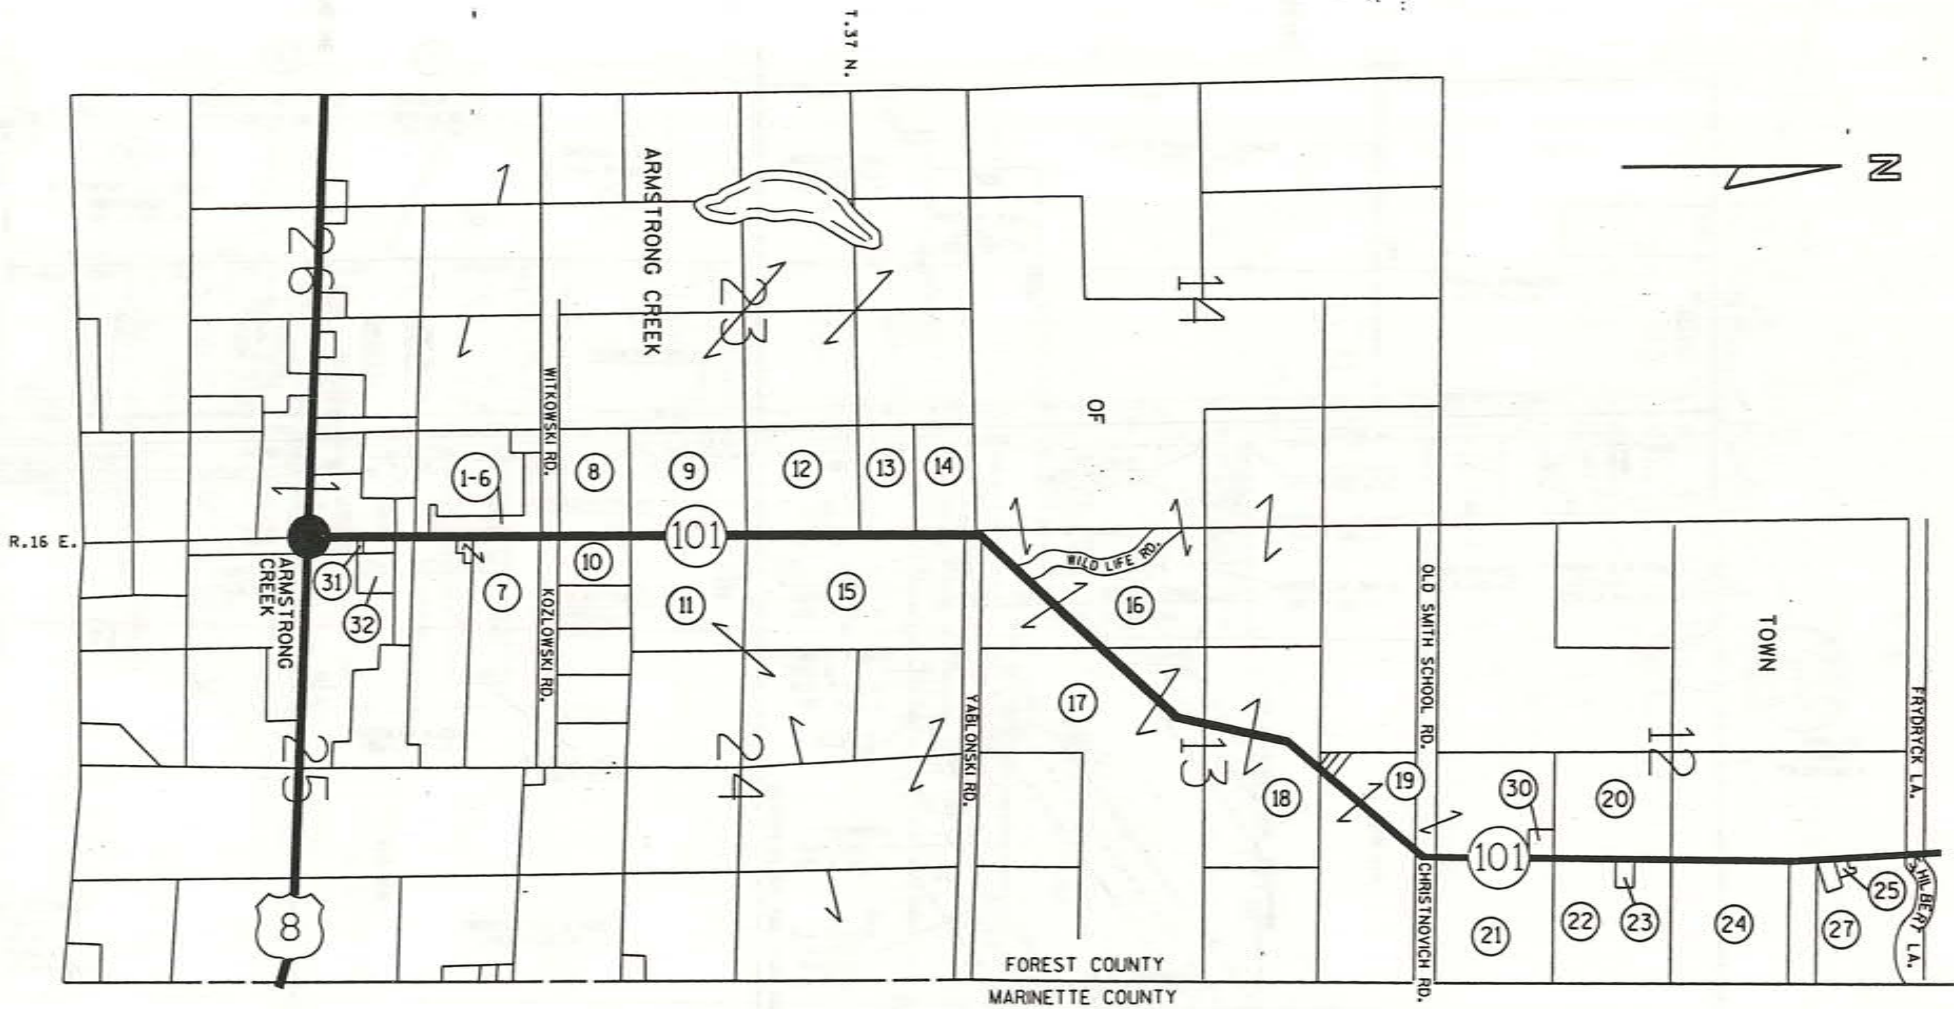 T.37 N.
N
ARMSTRONG CREEK
26
23
14
OF
WITKOWSKI RD.
1-6
8
9
12
13
14
R.16 E.
101
WILD LIFE RD.
ARMSTRONG
CREEK
31
32
7
10
KOZLOWSKI RD.
11
15
16
OLD SMITH SCHOOL RD.
TOWN
17
YABLONSKI RD.
25
24
13
12
FRYDRYCK LA.
18
19
30
20
101
8
CHRISTNOVICH RD.
21
22
23
24
25
27
SHILBERT LA.
FOREST COUNTY
MARINETTE COUNTY